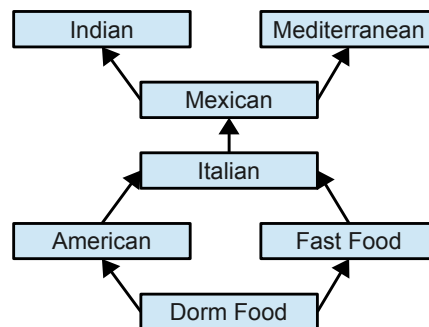 Indian
Mediterranean
Mexican
Italian
American
Fast Food
Dorm Food